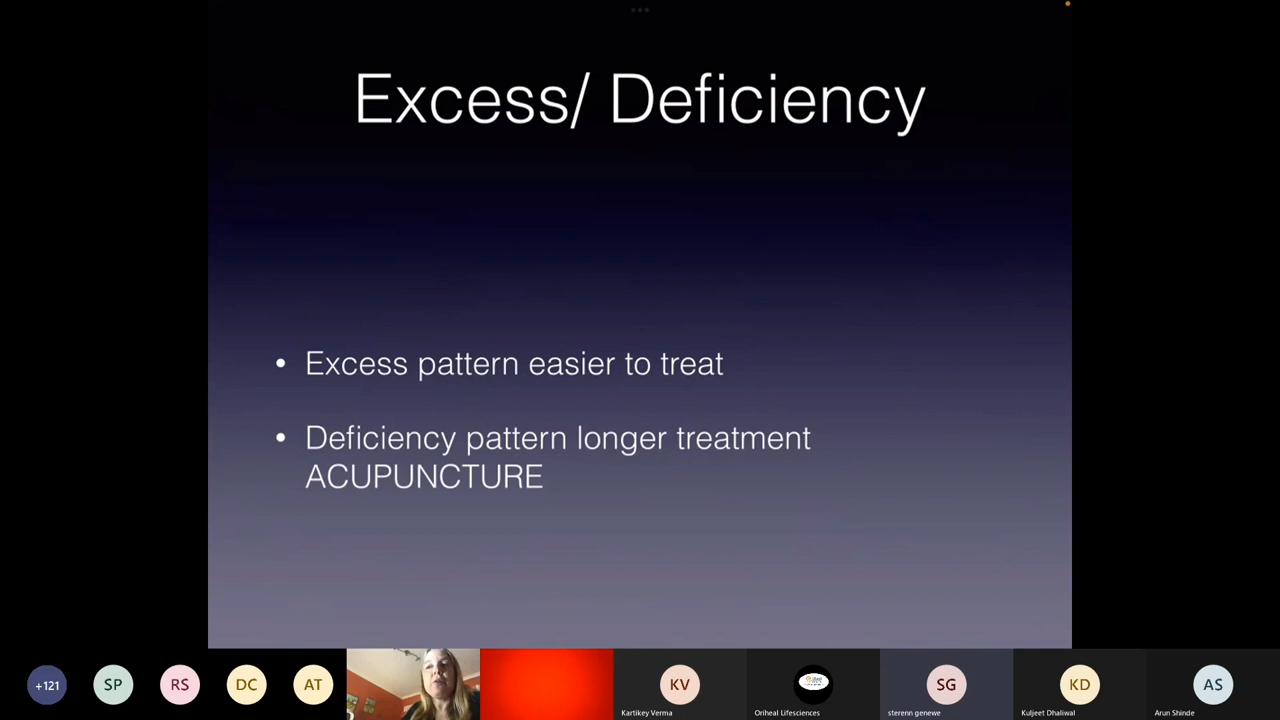 Excess/ Deficiency
• Excess pattern easier to treat
• Deficiency pattern longer treatment
ACUPUNCTURE
+121
SP
RS
DC
AT
KV
Kartikey Verma
Oriheal Lifesciences
SG
sterenn genewe
KD
Kuljeet Dhaliwal
AS
Arun Shinde